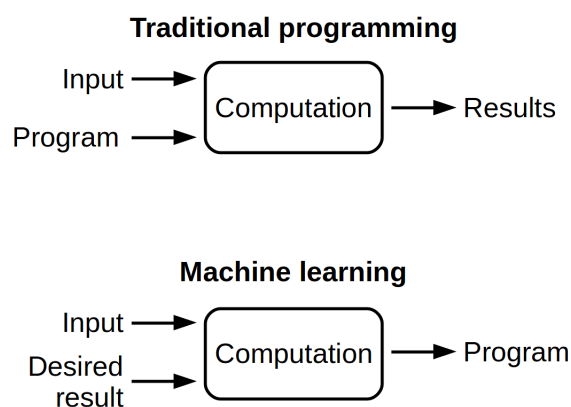 Traditional programming
Input
Program
Computation
Results
Machine learning
Input
Desired
result
Computation
Program